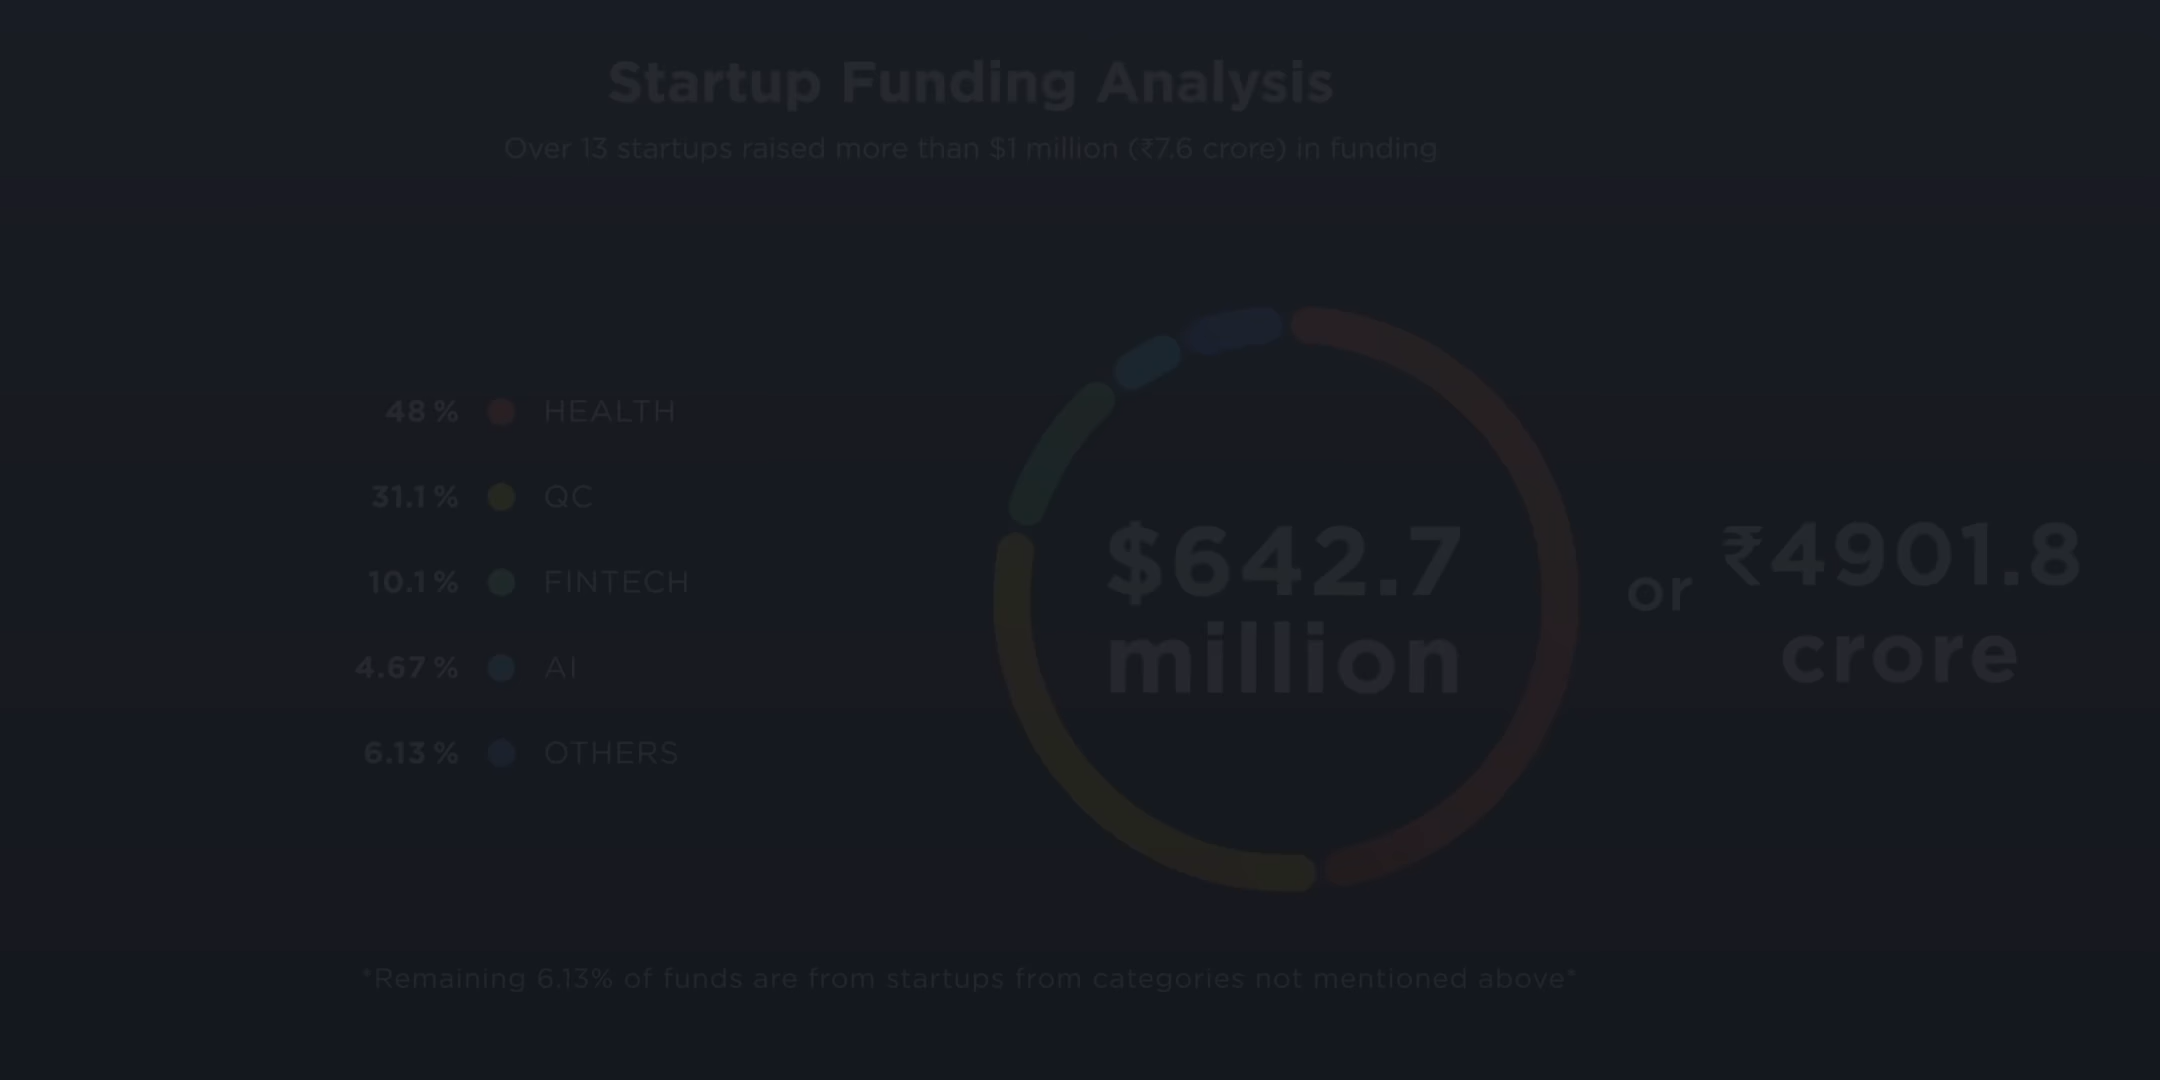 Startup Funding Analysis
Over 13 startups raised more than $1 million (₹7.6 crore) in funding
48 % HEALTH
31.1 % QC
10.1 % FINTECH
4.67 % AI
6.13 % OTHERS
$642.7
million
or
₹4901.8
crore
*Remaining 6.13% of funds are from startups from categories not mentioned above*